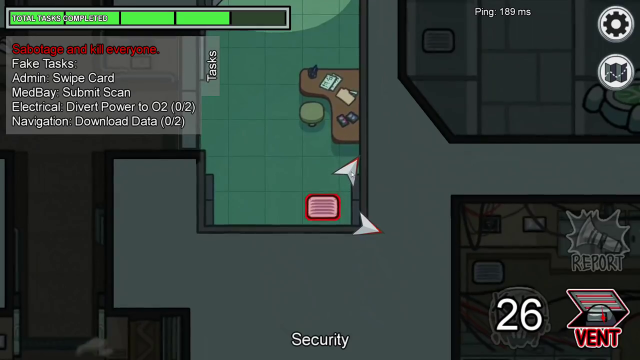 TOTAL TASKS COMPLETED
Ping: 189 ms
Sabotage and kill everyone.
Fake Tasks:
Admin: Swipe Card
MedBay: Submit Scan
Electrical: Divert Power to O2 (0/2)
Navigation: Download Data (0/2)
Tasks
REPORT
26
VENT
Security